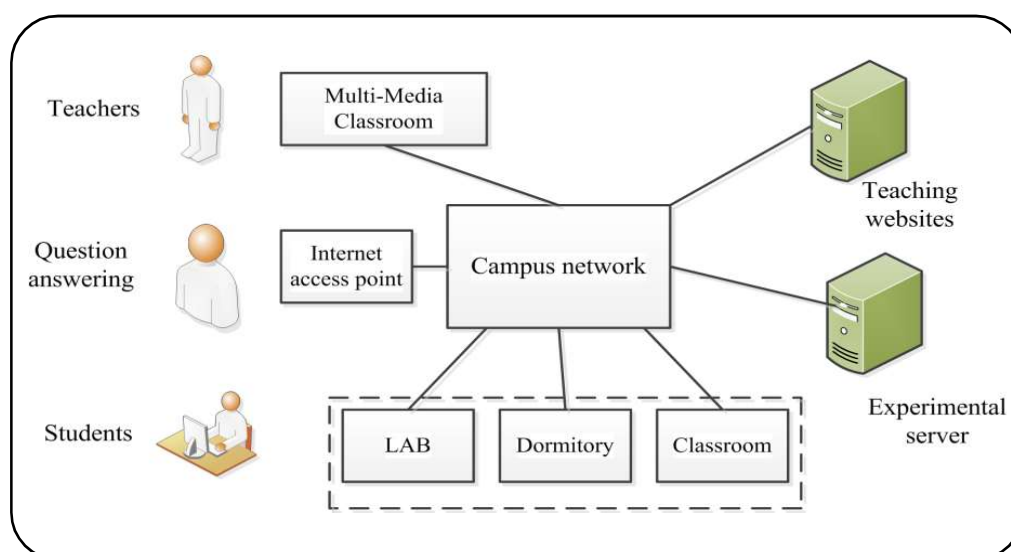 Teachers
Multi-Media
Classroom
Teaching
websites
Question
answering
Internet
access point
Campus network
Students
LAB
Dormitory
Classroom
Experimental
server